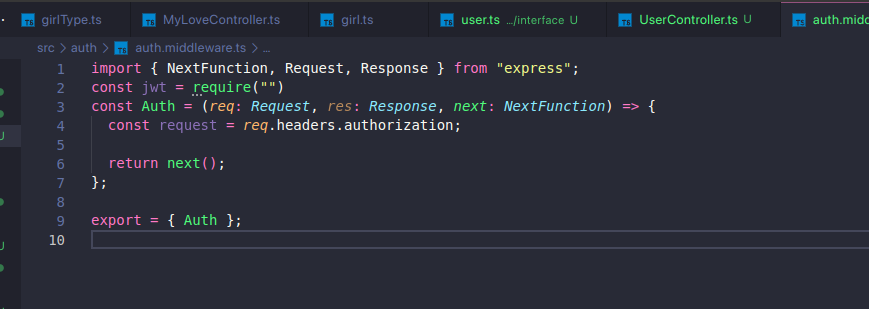 girlType.ts MyLoveController.ts girl.ts user.ts .../interface U UserController.ts U auth.midd
src > auth > auth.middleware.ts > ...
1 import { NextFunction, Request, Response } from "express";
2 const jwt = require("")
3 const Auth = (req: Request, res: Response, next: NextFunction) => {
4 const request = req.headers.authorization;
5
6 return next();
7 };
8
9 export = { Auth };
10